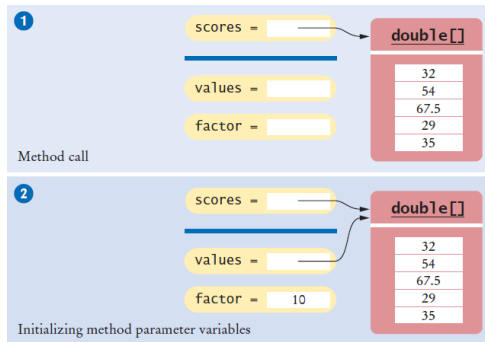 1
scores =
double[]
values =
factor =
32
54
67.5
29
35
Method call
2
scores =
double[]
values =
factor = 10
32
54
67.5
29
35
Initializing method parameter variables